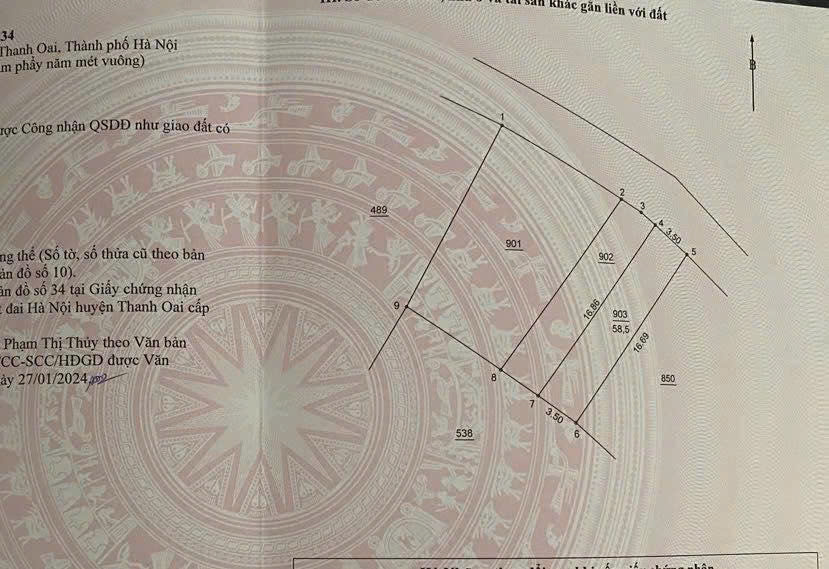 sản khác gắn liền với đất
34
Thanh Oai, Thành phố Hà Nội
m phẩy năm mét vuông)
ược Công nhận QSDĐ như giao đất có
ng thể (Số tờ, số thửa cũ theo bản
ản đồ số 10).
ản đồ số 34 tại Giấy chứng nhận
t đai Hà Nội huyện Thanh Oai cấp
Phạm Thị Thủy theo Văn bản
CC-SCC/HĐGD được Văn
ày 27/01/2024
B
1
2
3
4
3.50
5
489
901
902
9
16.86
903
58,5
16.69
8
850
7
3.50
6
538